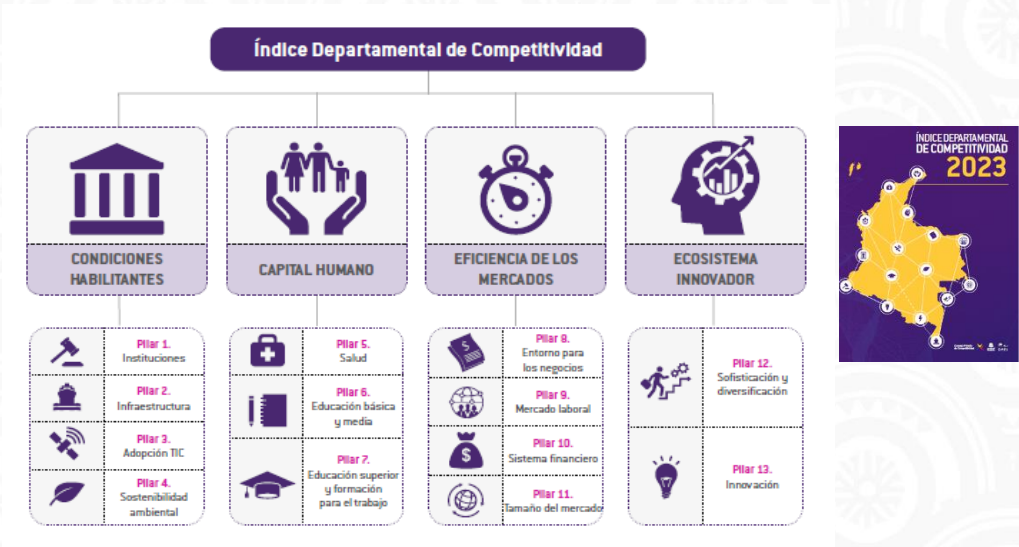 Índice Departamental de Competitividad
CONDICIONES
HABILITANTES
CAPITAL HUMANO
EFICIENCIA DE LOS
MERCADOS
ECOSISTEMA
INNOVADOR
Pilar 1.
Instituciones
Pilar 2.
Infraestructura
Pilar 3.
Adopción TIC
Pilar 4.
Sostenibilidad
ambiental
Pilar 5.
Salud
Pilar 6.
Educación básica
y media
Pilar 7.
Educación superior
y formación
para el trabajo
Pilar 8.
Entorno para
los negocios
Pilar 9.
Mercado laboral
Pilar 10.
Sistema financiero
Pilar 11.
Tamaño del mercado
Pilar 12.
Sofisticación y
diversificación
Pilar 13.
Innovación
ÍNDICE DEPARTAMENTAL
DE COMPETITIVIDAD
2023